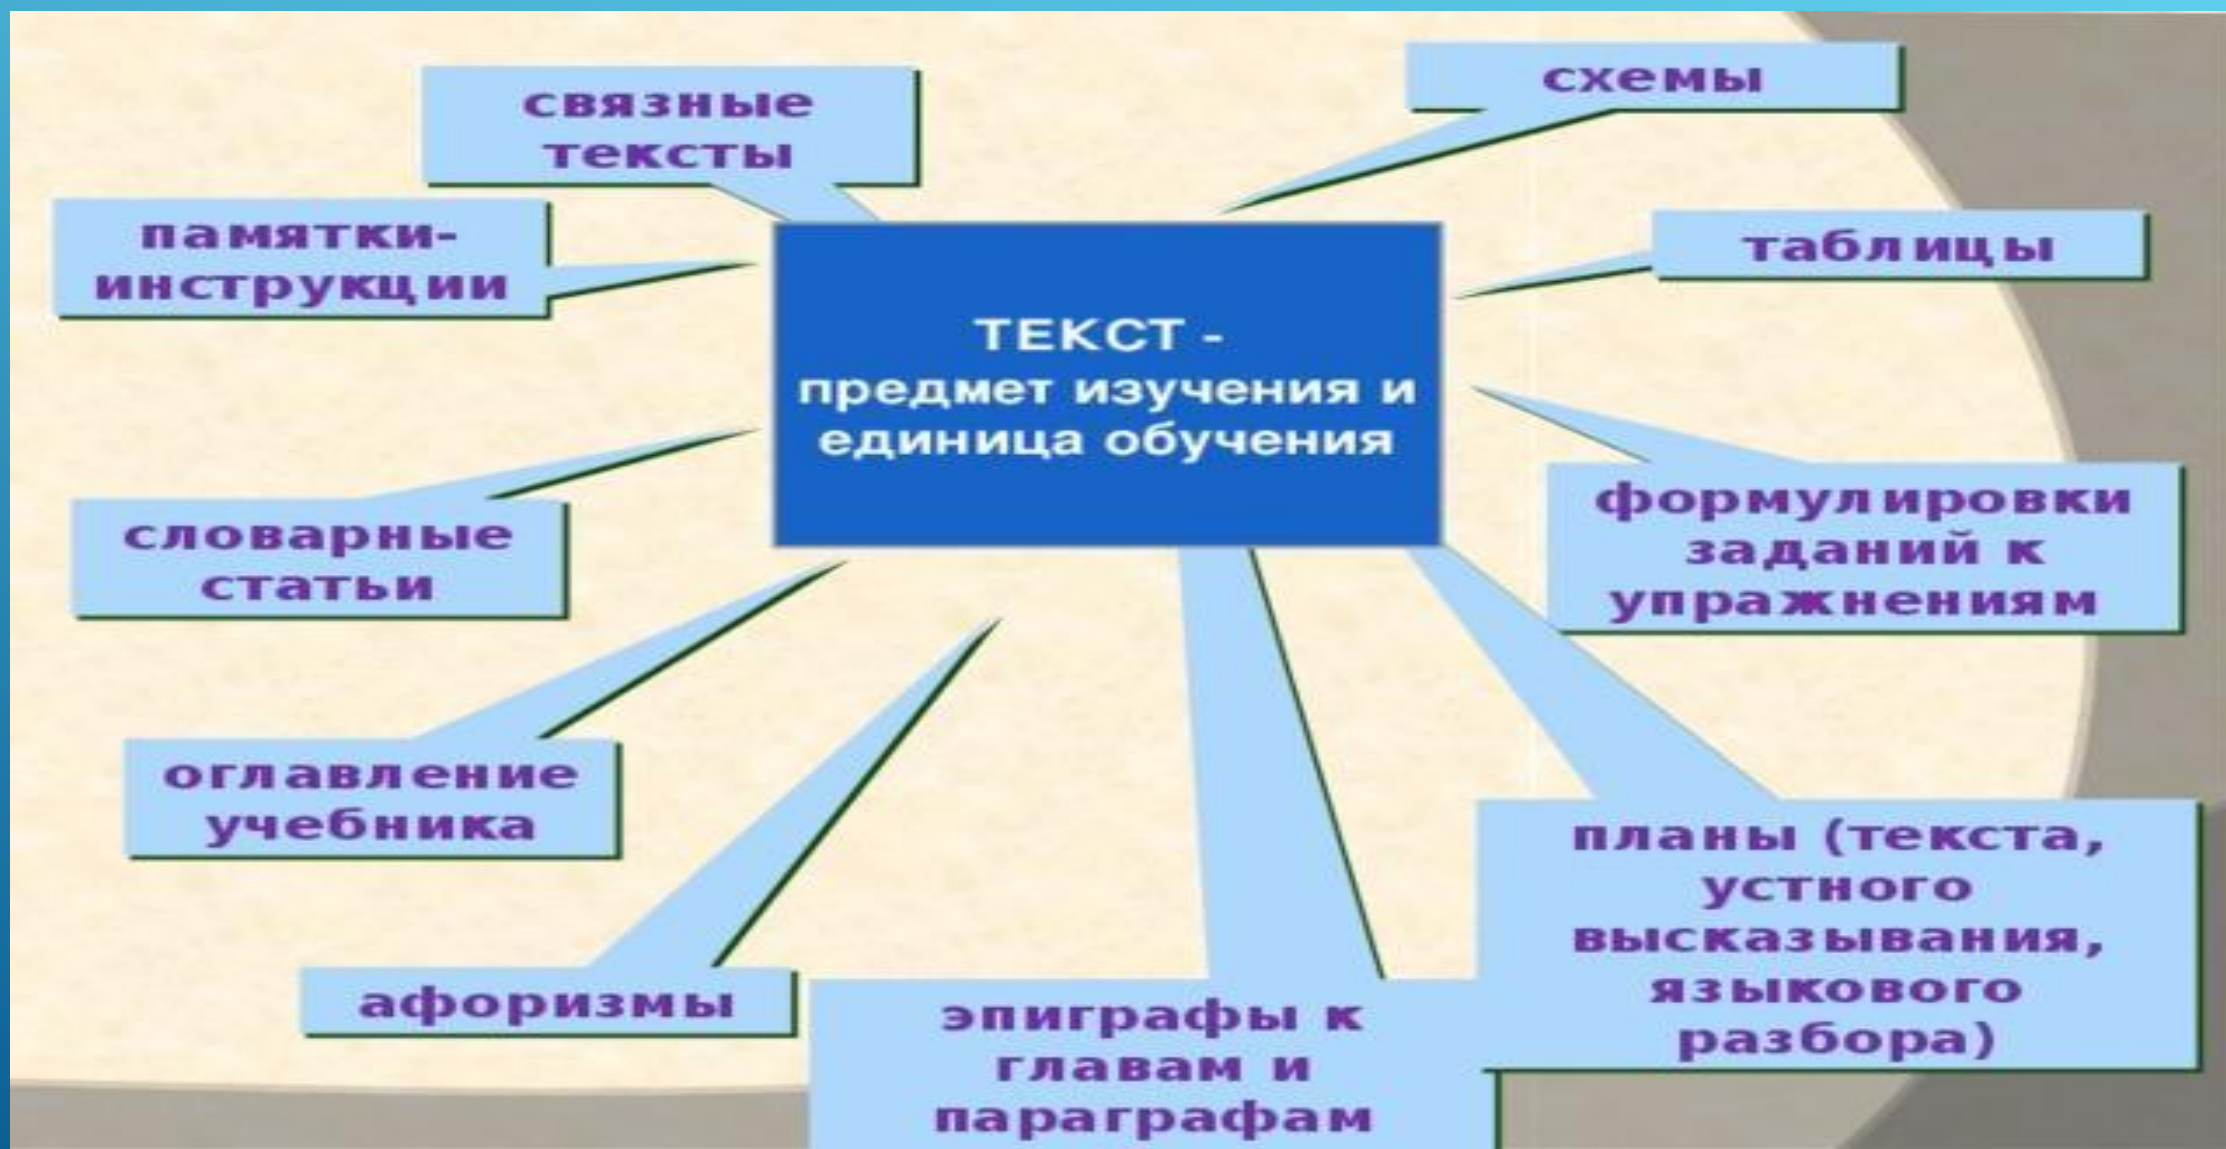 связные
тексты
схемы
памятки-
инструкции
таблицы
ТЕКСТ -
предмет изучения и
единица обучения
словарные
статьи
формулировки
заданий к
упражнениям
оглавление
учебника
планы (текста,
устного
высказывания,
языкового
разбора)
афоризмы
эпиграфы к
главам и
параграфам